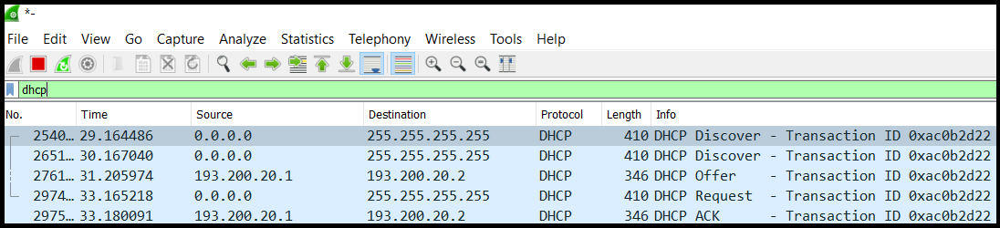 *-
File Edit View Go Capture Analyze Statistics Telephony Wireless Tools Help
dhcp
No. Time Source Destination Protocol Length Info
2540… 29.164486 0.0.0.0 255.255.255.255 DHCP 410 DHCP Discover - Transaction ID 0xac0b2d22
2651… 30.167040 0.0.0.0 255.255.255.255 DHCP 410 DHCP Discover - Transaction ID 0xac0b2d22
2761… 31.205974 193.200.20.1 193.200.20.2 DHCP 346 DHCP Offer - Transaction ID 0xac0b2d22
2974… 33.165218 0.0.0.0 255.255.255.255 DHCP 410 DHCP Request - Transaction ID 0xac0b2d22
2975… 33.180091 193.200.20.1 193.200.20.2 DHCP 346 DHCP ACK - Transaction ID 0xac0b2d22